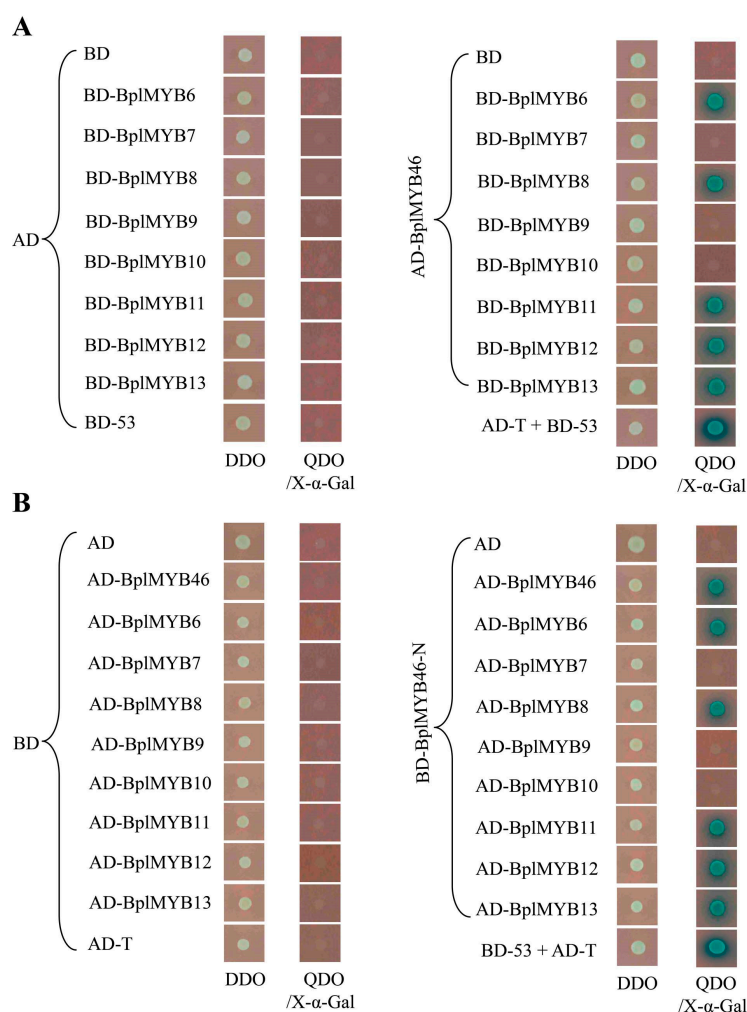 A
AD
BD
BD-BplMYB6
BD-BplMYB7
BD-BplMYB8
BD-BplMYB9
BD-BplMYB10
BD-BplMYB11
BD-BplMYB12
BD-BplMYB13
BD-53
DDO
QDO
/X-α-Gal
AD-BplMYB46
BD
BD-BplMYB6
BD-BplMYB7
BD-BplMYB8
BD-BplMYB9
BD-BplMYB10
BD-BplMYB11
BD-BplMYB12
BD-BplMYB13
AD-T + BD-53
DDO
QDO
/X-α-Gal
B
BD
AD
AD-BplMYB46
AD-BplMYB6
AD-BplMYB7
AD-BplMYB8
AD-BplMYB9
AD-BplMYB10
AD-BplMYB11
AD-BplMYB12
AD-BplMYB13
AD-T
DDO
QDO
/X-α-Gal
BD-BplMYB46-N
AD
AD-BplMYB46
AD-BplMYB6
AD-BplMYB7
AD-BplMYB8
AD-BplMYB9
AD-BplMYB10
AD-BplMYB11
AD-BplMYB12
AD-BplMYB13
BD-53 + AD-T
DDO
QDO
/X-α-Gal